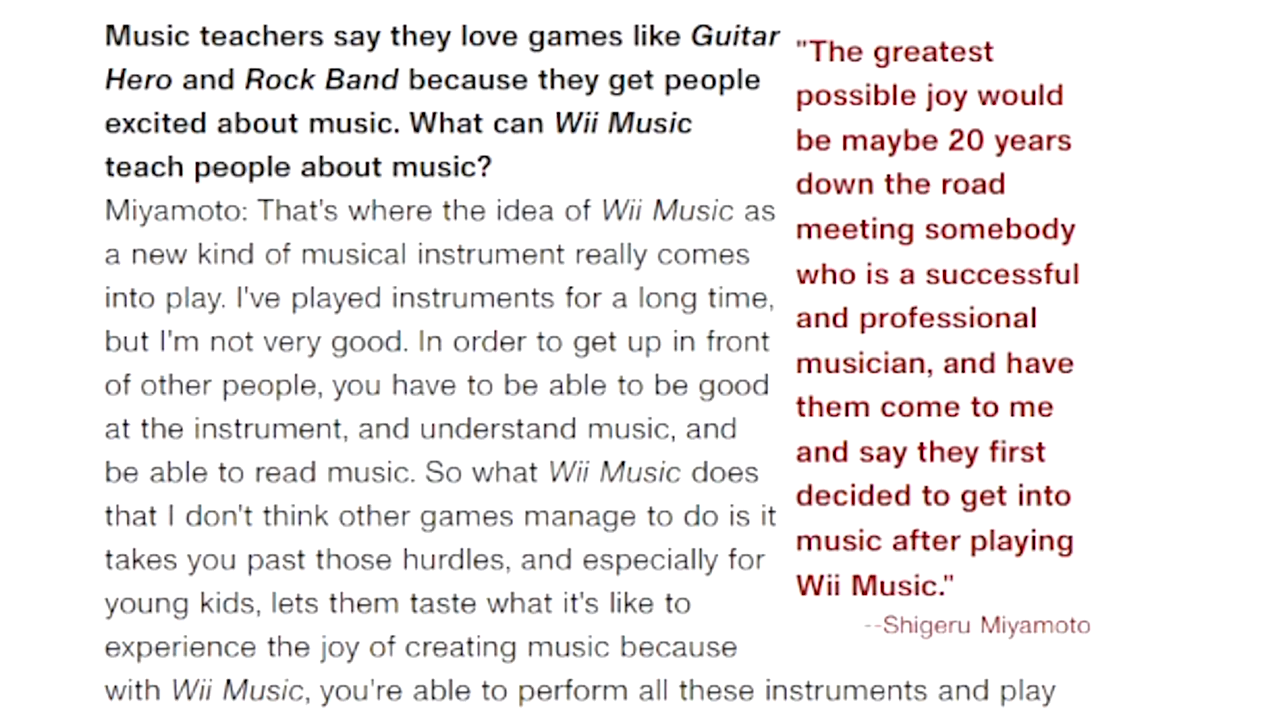 Music teachers say they love games like Guitar
Hero and Rock Band because they get people
excited about music. What can Wii Music
teach people about music?
Miyamoto: That's where the idea of Wii Music as
a new kind of musical instrument really comes
into play. I've played instruments for a long time,
but I'm not very good. In order to get up in front
of other people, you have to be able to be good
at the instrument, and understand music, and
be able to read music. So what Wii Music does
that I don't think other games manage to do is it
takes you past those hurdles, and especially for
young kids, lets them taste what it's like to
experience the joy of creating music because
with Wii Music, you're able to perform all these instruments and play
"The greatest
possible joy would
be maybe 20 years
down the road
meeting somebody
who is a successful
and professional
musician, and have
them come to me
and say they first
decided to get into
music after playing
Wii Music."
--Shigeru Miyamoto